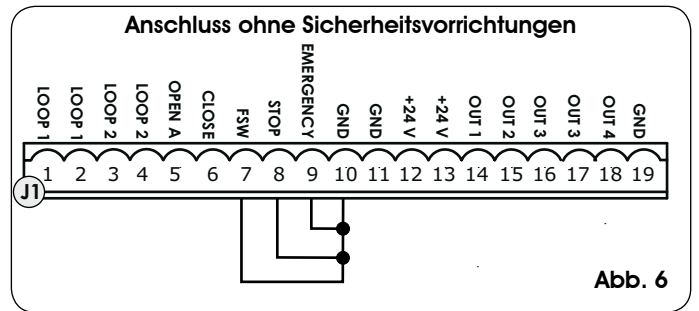 Anschluss ohne Sicherheitsvorrichtungen
LOOP 1 LOOP 1 LOOP 2 LOOP 2 OPEN A CLOSE FSW STOP EMERGENCY GND GND +24 V +24 V OUT 1 OUT 2 OUT 3 OUT 3 OUT 4 GND
1 2 3 4 5 6 7 8 9 10 11 12 13 14 15 16 17 18 19
J1
Abb. 6